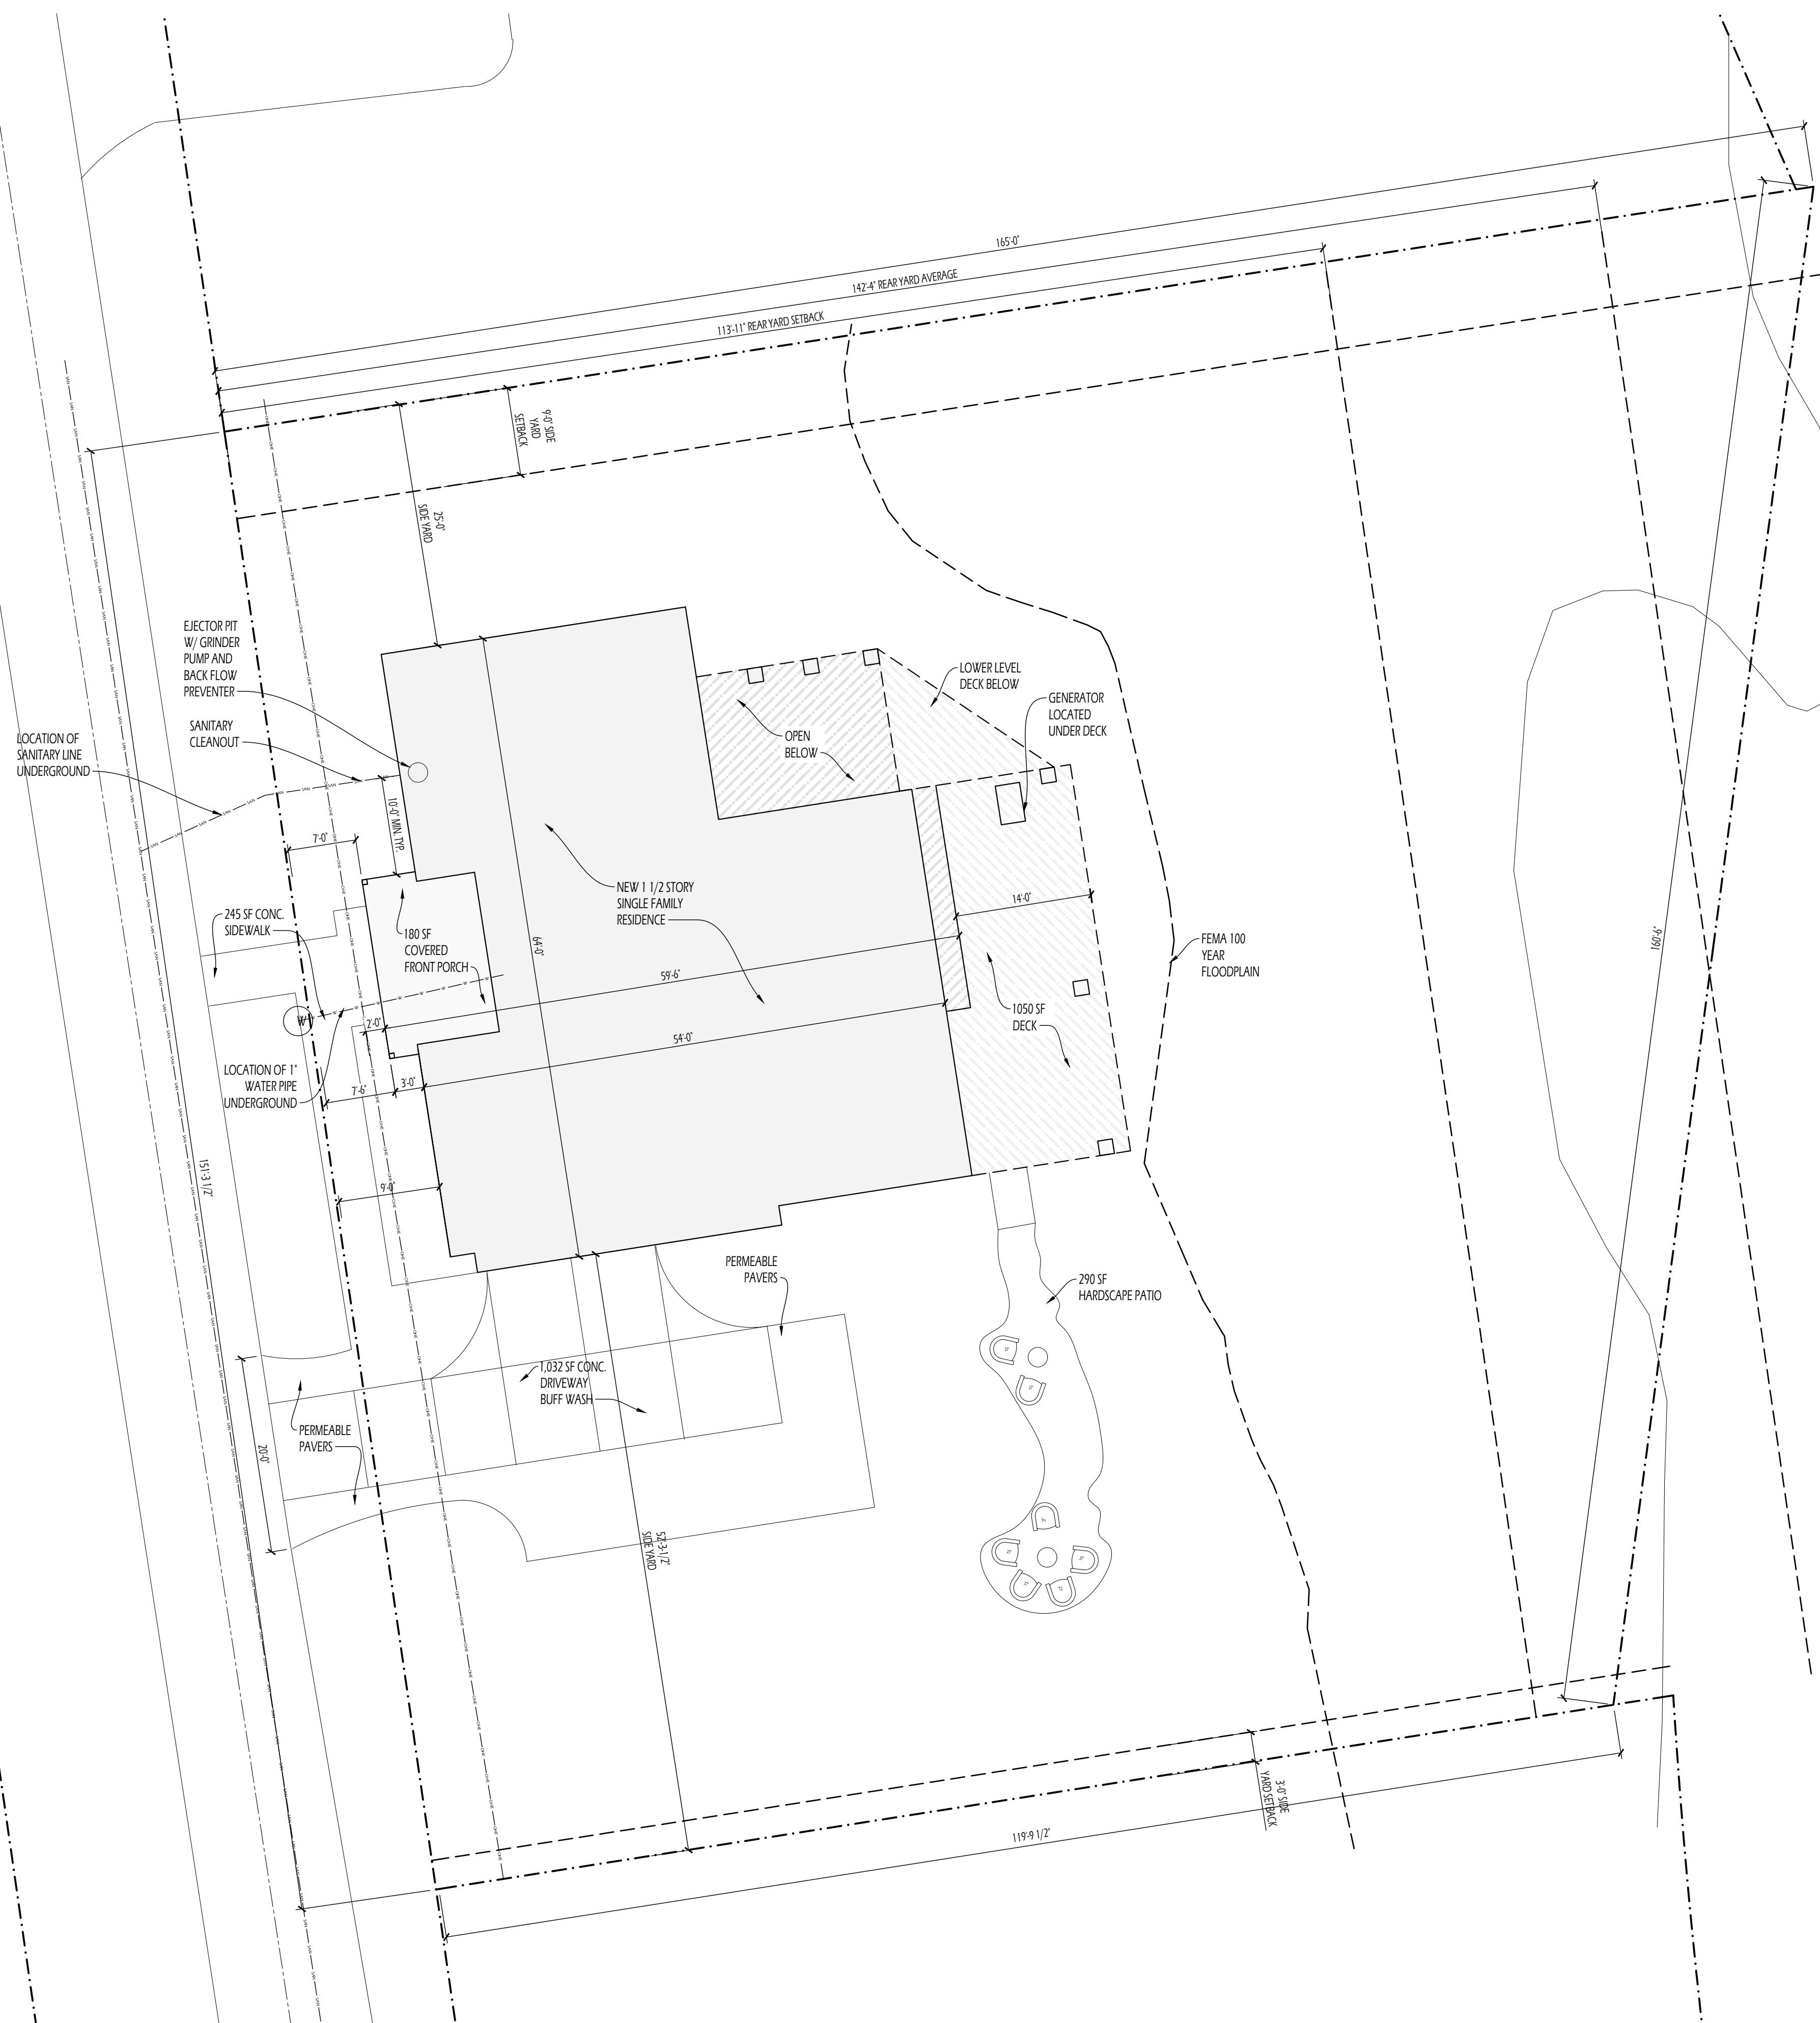 165'-0"
142'-4" REAR YARD AVERAGE
113'-11" REAR YARD SETBACK
9'-0" SIDE
YARD
SETBACK
25'-0"
SIDE YARD
EJECTOR PIT
W/ GRINDER
PUMP AND
BACK FLOW
PREVENTER
SANITARY
CLEANOUT
LOCATION OF
SANITARY LINE
UNDERGROUND
LOWER LEVEL
DECK BELOW
GENERATOR
LOCATED
UNDER DECK
OPEN
BELOW
10'-0" MIN. TYP.
7'-0"
NEW 1 1/2 STORY
SINGLE FAMILY
RESIDENCE
14'-0"
245 SF CONC.
SIDEWALK
180 SF
COVERED
FRONT PORCH
64'-0"
59'-6"
FEMA 100
YEAR
FLOODPLAIN
160'-6"
1050 SF
DECK
W
2'-0"
54'-0"
LOCATION OF 1"
WATER PIPE
UNDERGROUND
7'-6"
3'-0"
151'-3 1/2"
9'-0"
PERMEABLE
PAVERS
290 SF
HARDSCAPE PATIO
1,032 SF CONC.
DRIVEWAY
BUFF WASH
PERMEABLE
PAVERS
20'-0"
52'-3-1/2"
SIDE YARD
3'-0" SIDE
YARD SETBACK
119'-9 1/2"
SAN
OHE
W